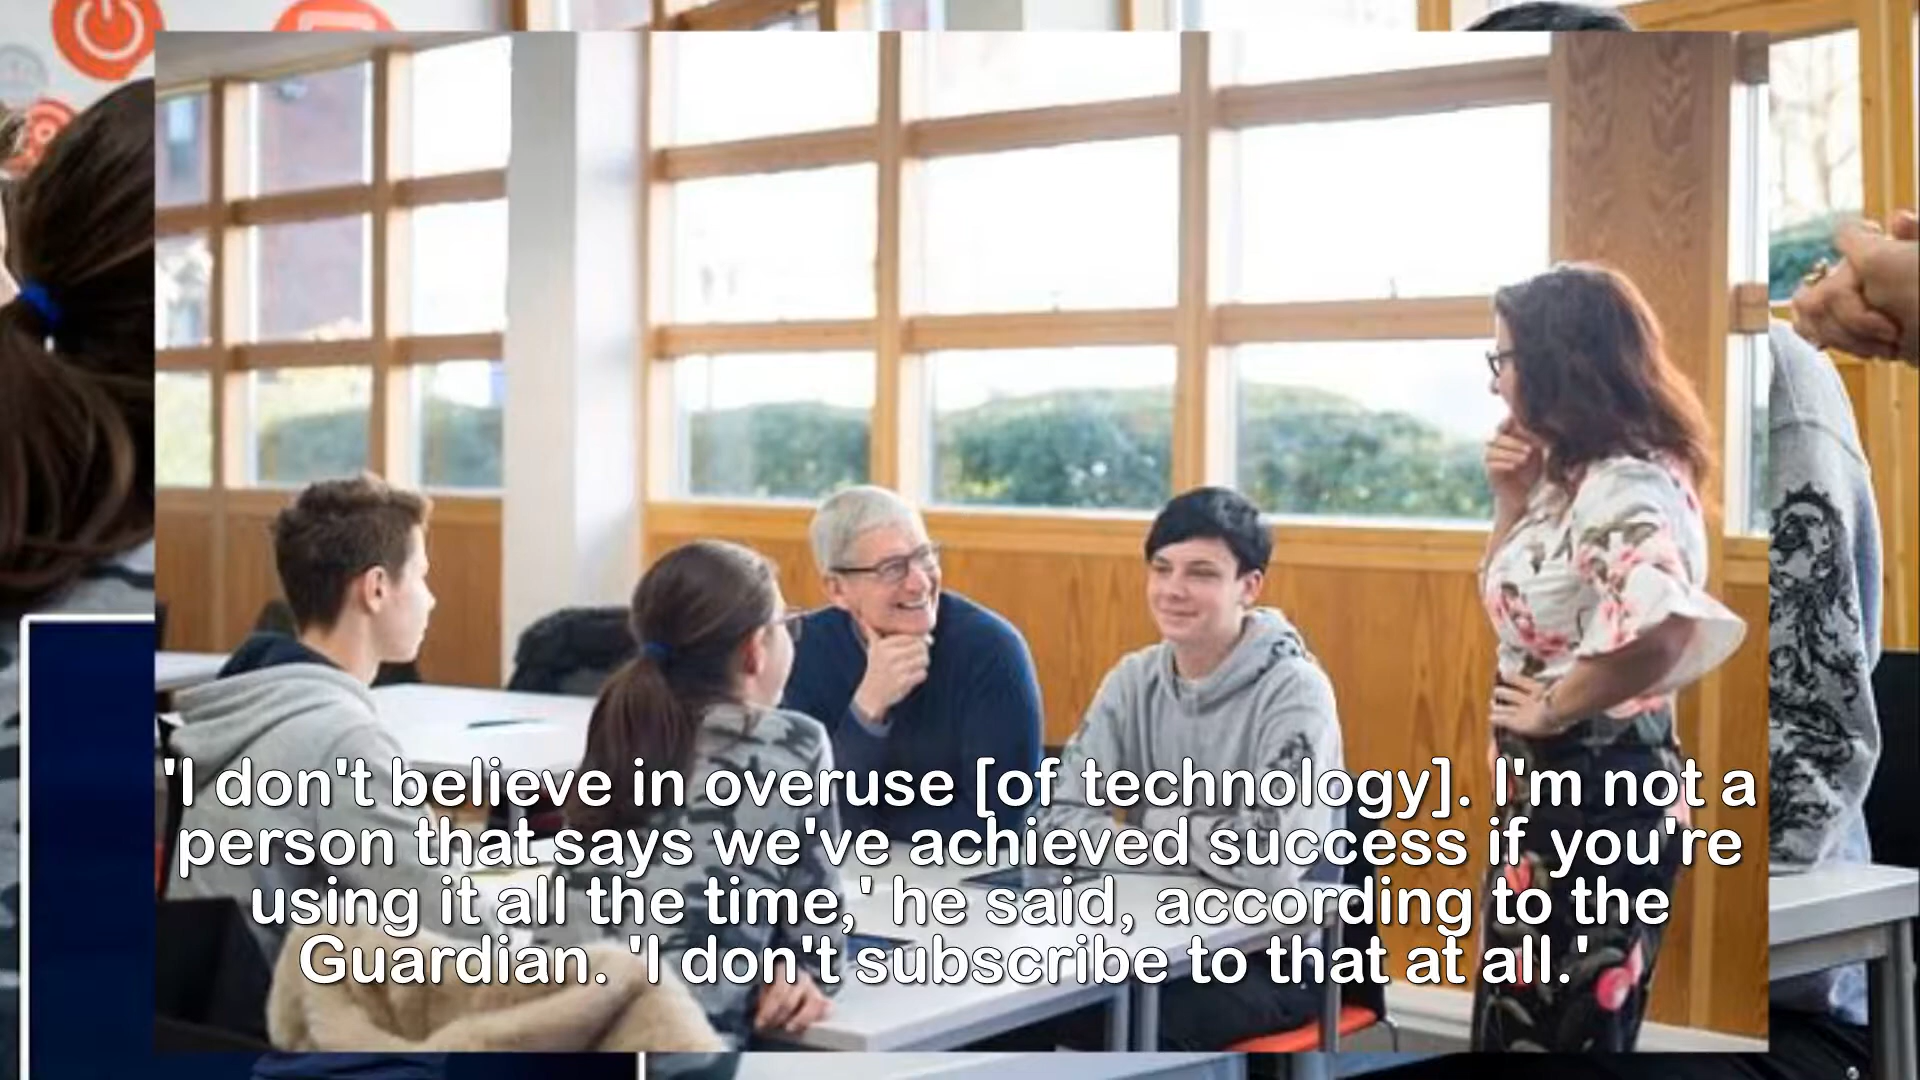 'I don't believe in overuse [of technology]. I'm not a
person that says we've achieved success if you're
using it all the time,' he said, according to the
Guardian. 'I don't subscribe to that at all.'